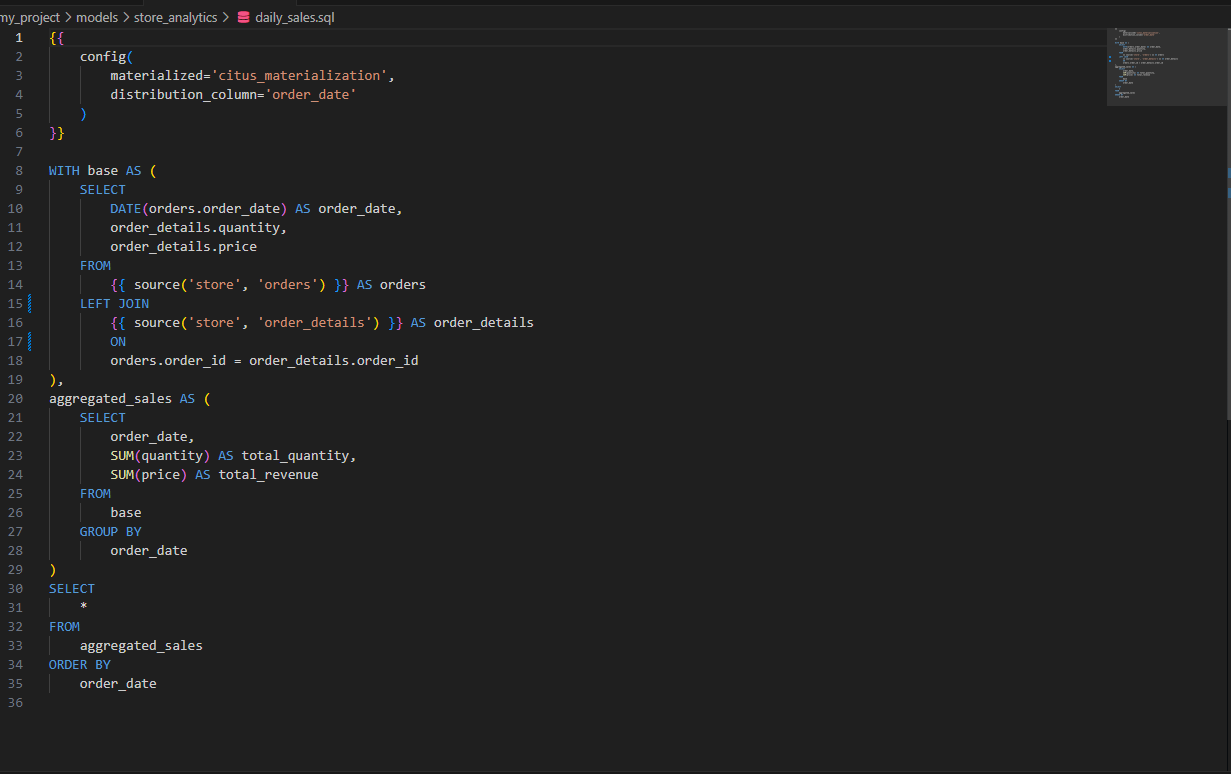 my_project > models > store_analytics > daily_sales.sql
1 {{
2     config(
3         materialized='citus_materialization',
4         distribution_column='order_date'
5     )
6 }}
7
8 WITH base AS (
9     SELECT
10         DATE(orders.order_date) AS order_date,
11         order_details.quantity,
12         order_details.price
13     FROM
14         {{ source('store', 'orders') }} AS orders
15     LEFT JOIN
16         {{ source('store', 'order_details') }} AS order_details
17         ON
18         orders.order_id = order_details.order_id
19 ),
20 aggregated_sales AS (
21     SELECT
22         order_date,
23         SUM(quantity) AS total_quantity,
24         SUM(price) AS total_revenue
25     FROM
26         base
27     GROUP BY
28         order_date
29 )
30 SELECT
31     *
32 FROM
33     aggregated_sales
34 ORDER BY
35     order_date
36